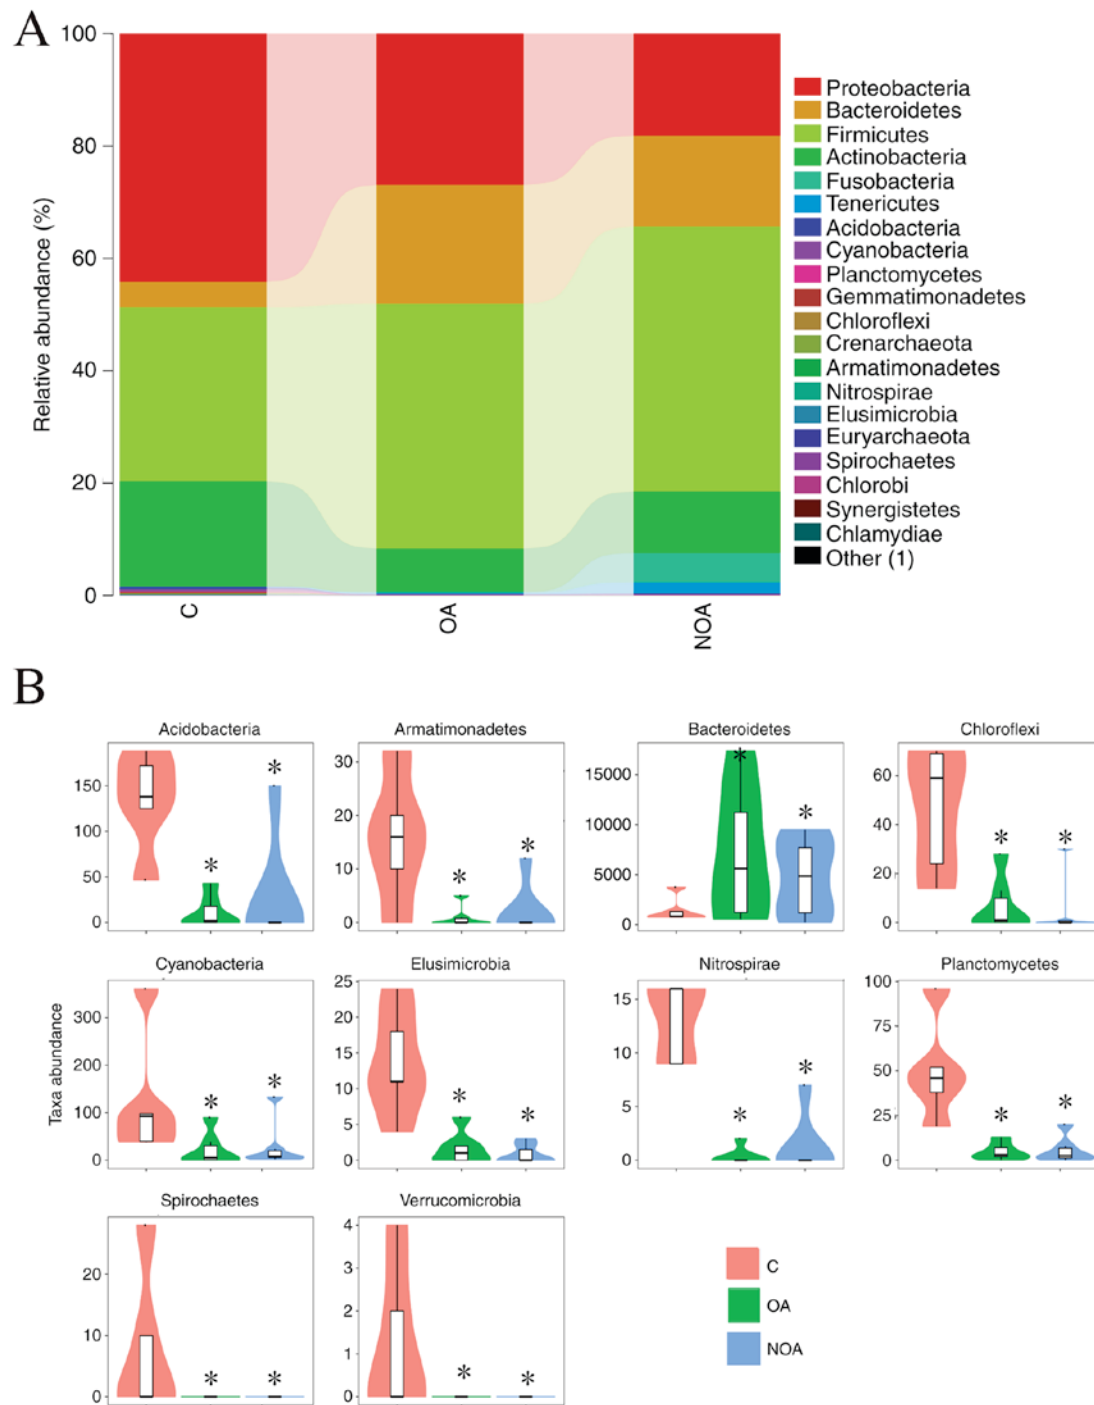 A
100
80
60
40
20
0
Relative abundance (%)
C
OA
NOA
Proteobacteria
Bacteroidetes
Firmicutes
Actinobacteria
Fusobacteria
Tenericutes
Acidobacteria
Cyanobacteria
Planctomycetes
Gemmatimonadetes
Chloroflexi
Crenarchaeota
Armatimonadetes
Nitrospirae
Elusimicrobia
Euryarchaeota
Spirochaetes
Chlorobi
Synergistetes
Chlamydiae
Other (1)
B
Taxa abundance
Acidobacteria
150
100
50
0
* *
Armatimonadetes
30
20
10
0
* *
Bacteroidetes
15000
10000
5000
0
* *
Chloroflexi
60
40
20
0
* *
Cyanobacteria
300
200
100
0
* *
Elusimicrobia
25
20
15
10
5
0
* *
Nitrospirae
15
10
5
0
* *
Planctomycetes
100
75
50
25
0
* *
Spirochaetes
20
10
0
* *
Verrucomicrobia
4
3
2
1
0
* *
C
OA
NOA